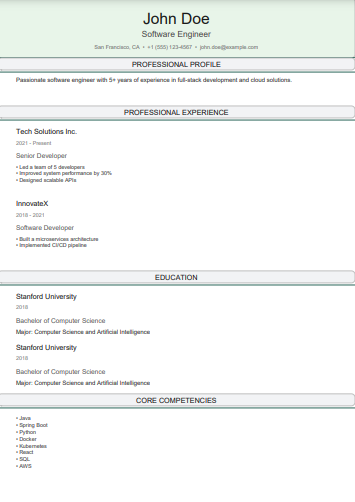 John Doe
Software Engineer
San Francisco, CA • +1 (555) 123-4567 • john.doe@example.com
PROFESSIONAL PROFILE
Passionate software engineer with 5+ years of experience in full-stack development and cloud solutions.
PROFESSIONAL EXPERIENCE
Tech Solutions Inc.
2021 - Present
Senior Developer
• Led a team of 5 developers
• Improved system performance by 30%
• Designed scalable APIs
InnovateX
2018 - 2021
Software Developer
• Built a microservices architecture
• Implemented CI/CD pipeline
EDUCATION
Stanford University
2018
Bachelor of Computer Science
Major: Computer Science and Artificial Intelligence
Stanford University
2018
Bachelor of Computer Science
Major: Computer Science and Artificial Intelligence
CORE COMPETENCIES
• Java
• Spring Boot
• Python
• Docker
• Kubernetes
• React
• SQL
• AWS